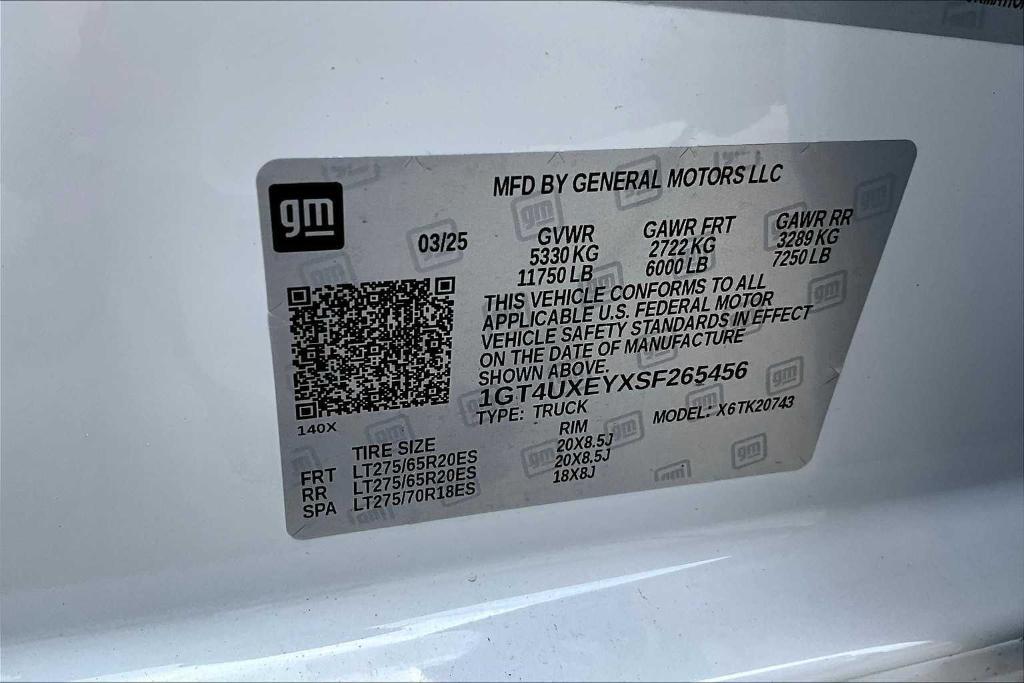 gm
MFD BY GENERAL MOTORS LLC
03/25
GVWR
5330 KG
11750 LB
GAWR FRT
2722 KG
6000 LB
GAWR RR
3289 KG
7250 LB
THIS VEHICLE CONFORMS TO ALL
APPLICABLE U.S. FEDERAL MOTOR
VEHICLE SAFETY STANDARDS IN EFFECT
ON THE DATE OF MANUFACTURE
SHOWN ABOVE.
1GT4UXEYXSF265456
TYPE: TRUCK
MODEL: X6TK20743
140X
TIRE SIZE RIM
FRT LT275/65R20ES 20X8.5J
RR LT275/65R20ES 20X8.5J
SPA LT275/70R18ES 18X8J